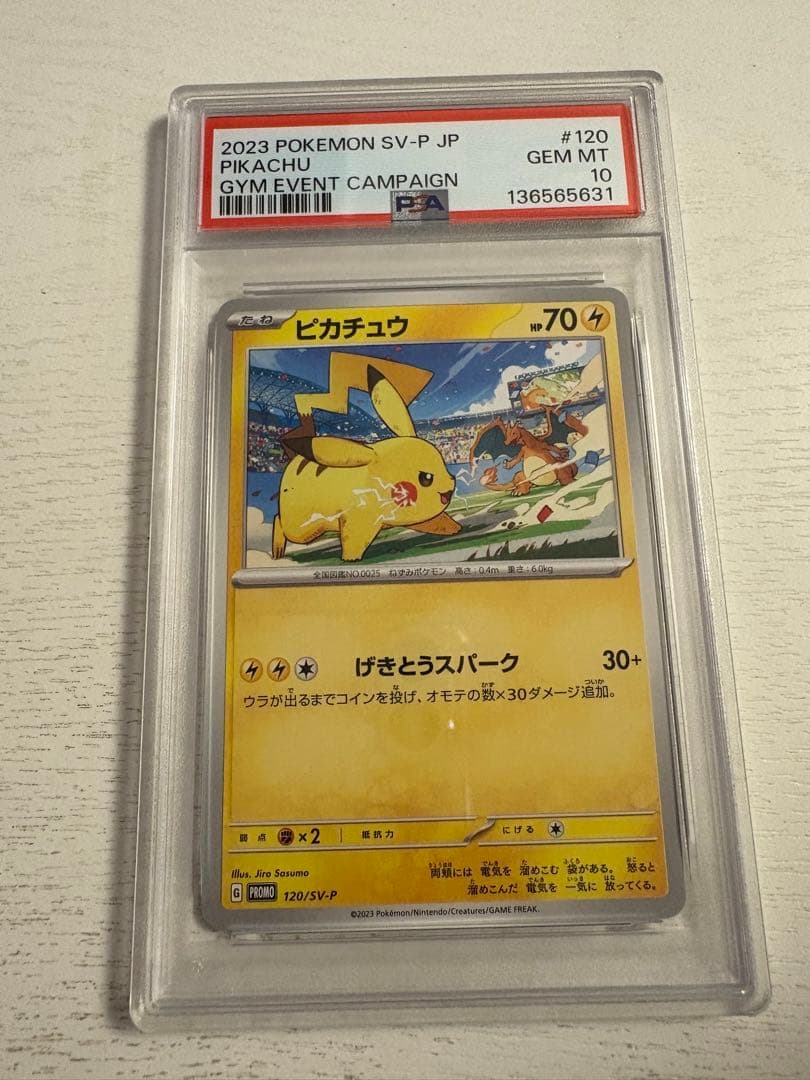 2023 POKEMON SV-P JP #120
PIKACHU GEM MT
GYM EVENT CAMPAIGN 10
PSA 136565631
たね ピカチュウ HP 70
全国図鑑NO.0025 ねずみポケモン 高さ:0.4m 重さ:6.0kg
げきとうスパーク 30+
ウラが出るまでコインを投げ、オモテの数×30ダメージ追加。
弱点 ×2 抵抗力 にげる
Illus. Jiro Sasumo
両頬には 電気を 溜めこむ 袋がある。 怒ると
溜めこんだ 電気を 一気に 放ってくる。
G PROMO 120/SV-P
©2023 Pokémon/Nintendo/Creatures/GAME FREAK.